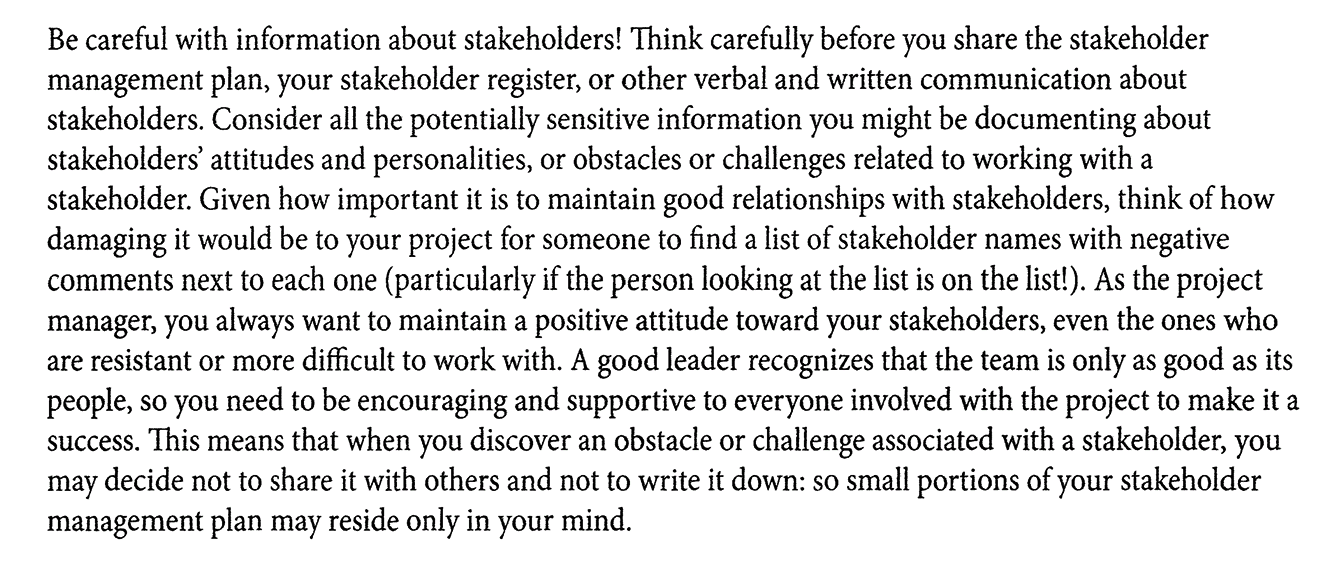 Be careful with information about stakeholders! Think carefully before you share the stakeholder
management plan, your stakeholder register, or other verbal and written communication about
stakeholders. Consider all the potentially sensitive information you might be documenting about
stakeholders’ attitudes and personalities, or obstacles or challenges related to working with a
stakeholder. Given how important it is to maintain good relationships with stakeholders, think of how
damaging it would be to your project for someone to find a list of stakeholder names with negative
comments next to each one (particularly if the person looking at the list is on the list!). As the project
manager, you always want to maintain a positive attitude toward your stakeholders, even the ones who
are resistant or more difficult to work with. A good leader recognizes that the team is only as good as its
people, so you need to be encouraging and supportive to everyone involved with the project to make it a
success. This means that when you discover an obstacle or challenge associated with a stakeholder, you
may decide not to share it with others and not to write it down: so small portions of your stakeholder
management plan may reside only in your mind.